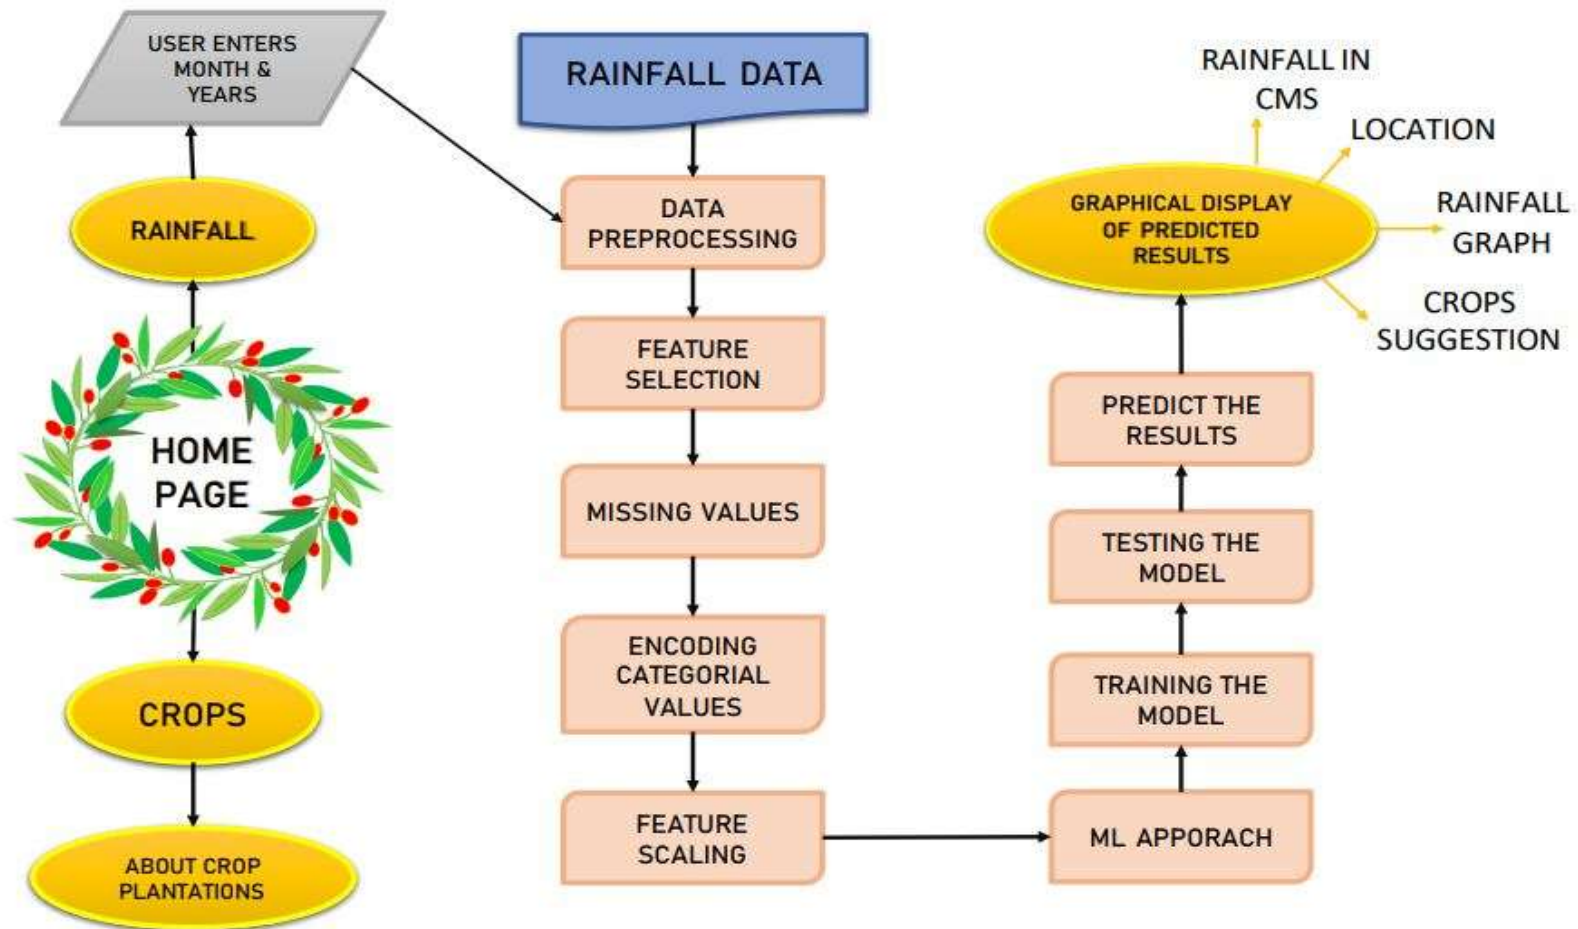 USER ENTERS
MONTH &
YEARS
RAINFALL
HOME
PAGE
CROPS
ABOUT CROP
PLANTATIONS
RAINFALL DATA
DATA
PREPROCESSING
FEATURE
SELECTION
MISSING VALUES
ENCODING
CATEGORIAL
VALUES
FEATURE
SCALING
ML APPORACH
TRAINING THE
MODEL
TESTING THE
MODEL
PREDICT THE
RESULTS
GRAPHICAL DISPLAY
OF PREDICTED
RESULTS
RAINFALL IN
CMS
LOCATION
RAINFALL
GRAPH
CROPS
SUGGESTION